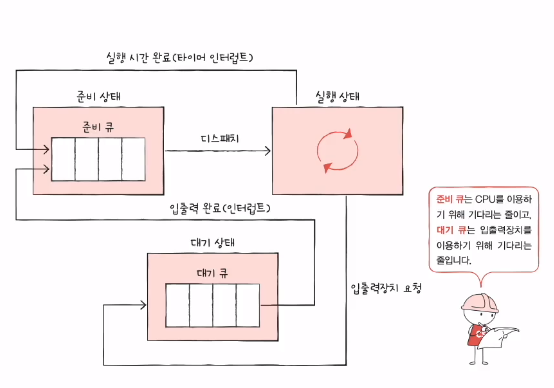 실행 시간 완료(타이머 인터럽트)
준비 상태
실행 상태
준비 큐
디스패치
입출력 완료(인터럽트)
대기 상태
대기 큐
입출력장치 요청
준비 큐는 CPU를 이용하
기 위해 기다리는 줄이고,
대기 큐는 입출력장치를
이용하기 위해 기다리는
줄입니다.